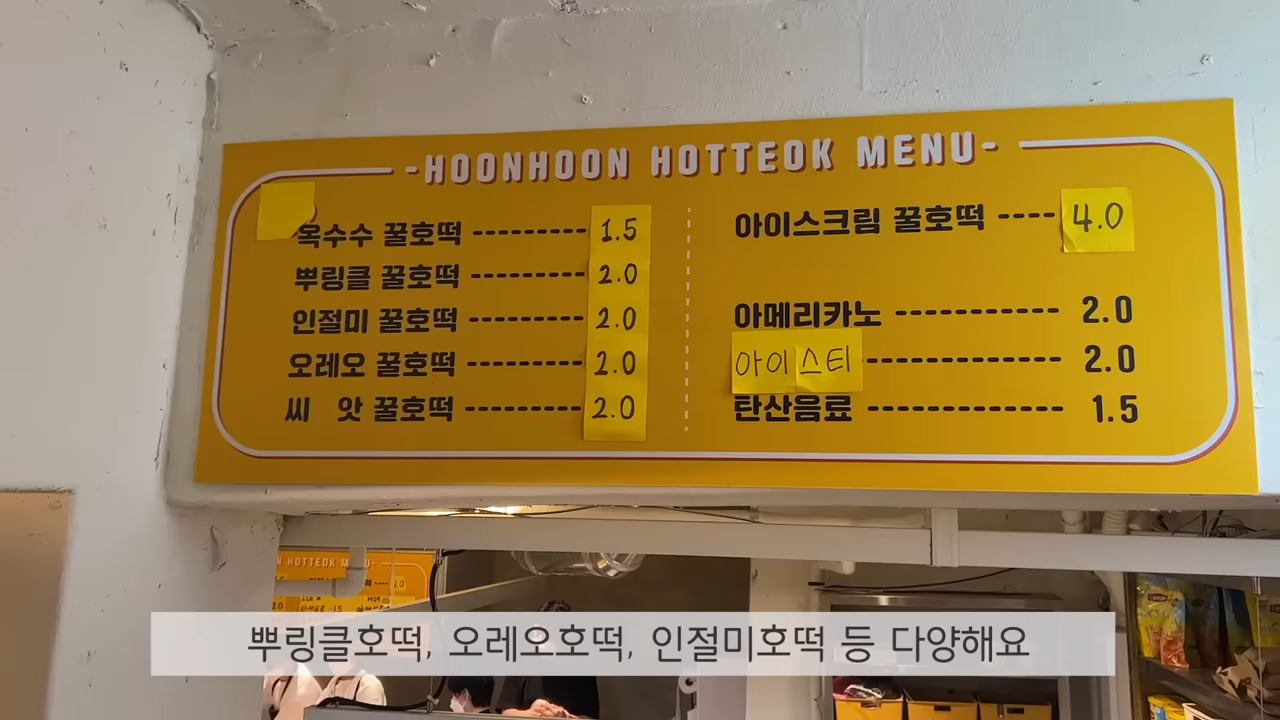 -HOONHOON HOTTEOK MENU-
옥수수 꿀호떡 --------- 1.5
뿌링클 꿀호떡 --------- 2.0
인절미 꿀호떡 --------- 2.0
오레오 꿀호떡 --------- 2.0
씨 앗 꿀호떡 --------- 2.0
아이스크림 꿀호떡 ---- 4.0
아메리카노 ------------ 2.0
아이스티 -------------- 2.0
탄산음료 -------------- 1.5
N HOTTEOK M
뿌링클호떡, 오레오호떡, 인절미호떡 등 다양해요